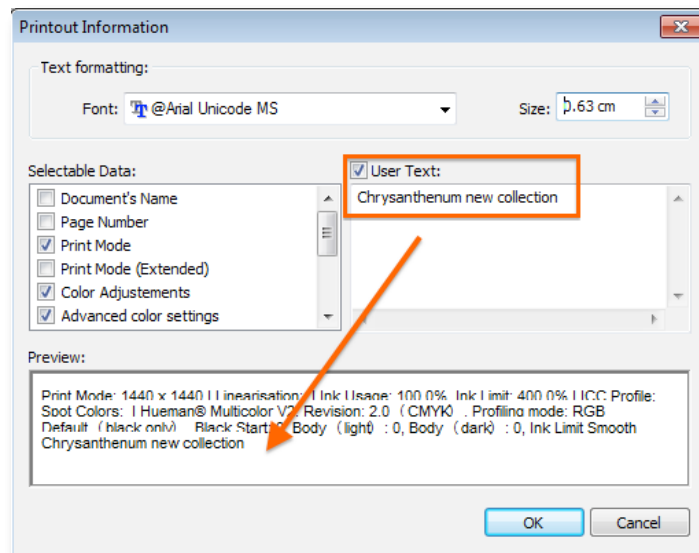 Printout Information
Text formatting:
Font: @Arial Unicode MS
Size: 0.63 cm
Selectable Data:
User Text:
Document's Name
Page Number
Print Mode
Print Mode (Extended)
Color Adjustements
Advanced color settings
Chrysanthenum new collection
Preview:
Print Mode: 1440 x 1440 | Linearisation: | Ink Usage: 100.0%, Ink Limit: 400.0% | ICC Profile:
Spot Colors: | Hueman® Multicolor V2, Revision: 2.0 (CMYK) , Profiling mode: RGB
Default (black only) , Black Start: 0, Body (light) : 0, Body (dark) : 0, Ink Limit Smooth
Chrysanthenum new collection
OK
Cancel